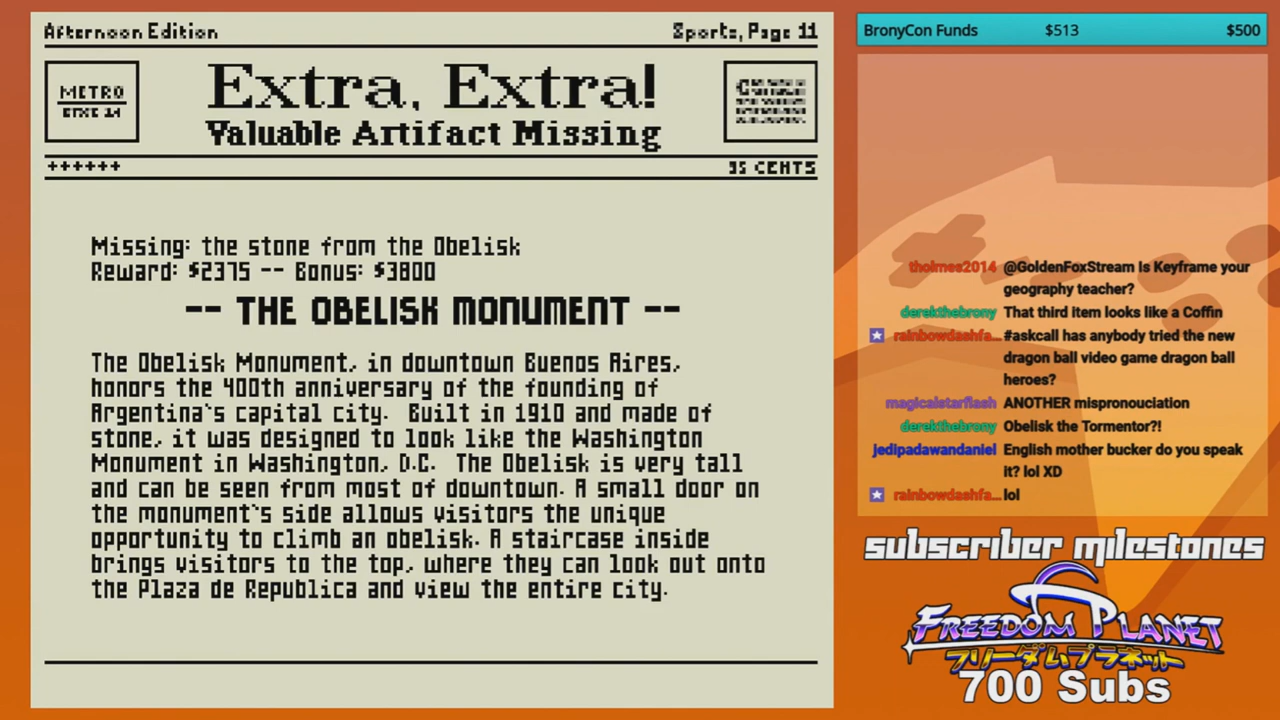 Afternoon Edition
Sports, Page 11
METRO
Extra, Extra!
Valuable Artifact Missing
++++++
35 CENTS
Missing: the stone from the Obelisk
Reward: $2375 -- Bonus: $3800
-- THE OBELISK MONUMENT --
The Obelisk Monument, in downtown Buenos Aires,
honors the 400th anniversary of the founding of
Argentina's capital city. Built in 1910 and made of
stone, it was designed to look like the Washington
Monument in Washington, D.C. The Obelisk is very tall
and can be seen from most of downtown. A small door on
the monument's side allows visitors the unique
opportunity to climb an obelisk. A staircase inside
brings visitors to the top, where they can look out onto
the Plaza de Republica and view the entire city.
BronyCon Funds $513 $500
tholmes2014 @GoldenFoxStream Is Keyframe your
geography teacher?
derekthebrony That third item looks like a Coffin
rainbowdashfa... #askcall has anybody tried the new
dragon ball video game dragon ball
heroes?
magicalstarflash ANOTHER mispronouciation
derekthebrony Obelisk the Tormentor?!
jedipadawandaniel English mother bucker do you speak
it? lol XD
rainbowdashfa... lol
subscriber milestones
FREEDOM PLANET
フリーダムプラネット
700 Subs